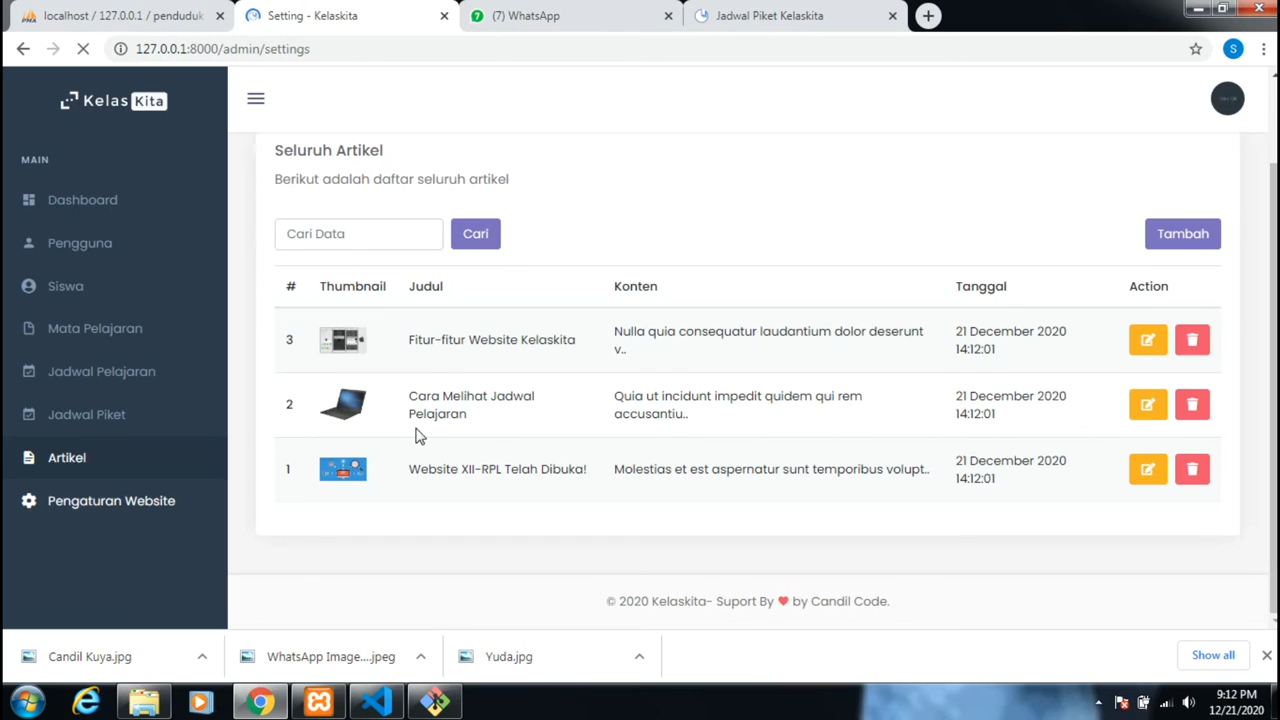 localhost / 127.0.0.1 / penduduk
Setting - Kelaskita
(7) WhatsApp
Jadwal Piket Kelaskita
127.0.0.1:8000/admin/settings
S
Kelas Kita
MAIN
Dashboard
Pengguna
Siswa
Mata Pelajaran
Jadwal Pelajaran
Jadwal Piket
Artikel
Pengaturan Website
Seluruh Artikel
Berikut adalah daftar seluruh artikel
Cari Data
Cari
Tambah
# Thumbnail Judul Konten Tanggal Action
3 Fitur-fitur Website Kelaskita Nulla quia consequatur laudantium dolor deserunt 21 December 2020
v.. 14:12:01
2 Cara Melihat Jadwal Quia ut incidunt impedit quidem qui rem 21 December 2020
Pelajaran accusantiu.. 14:12:01
1 Website XII-RPL Telah Dibuka! Molestias et est aspernatur sunt temporibus volupt.. 21 December 2020
14:12:01
© 2020 Kelaskita- Suport By ❤ by Candil Code.
Candil Kuya.jpg
WhatsApp Image....jpeg
Yuda.jpg
Show all
9:12 PM
12/21/2020